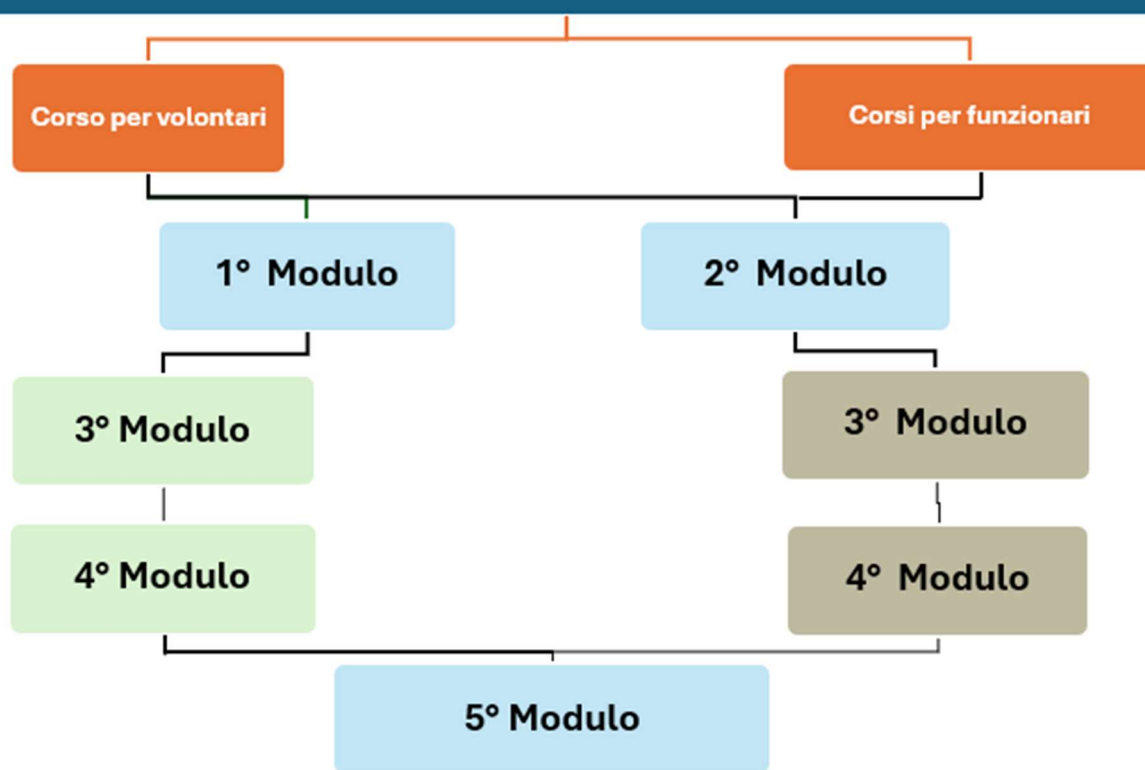 Corso per volontari
Corsi per funzionari
1° Modulo
2° Modulo
3° Modulo
3° Modulo
4° Modulo
4° Modulo
5° Modulo